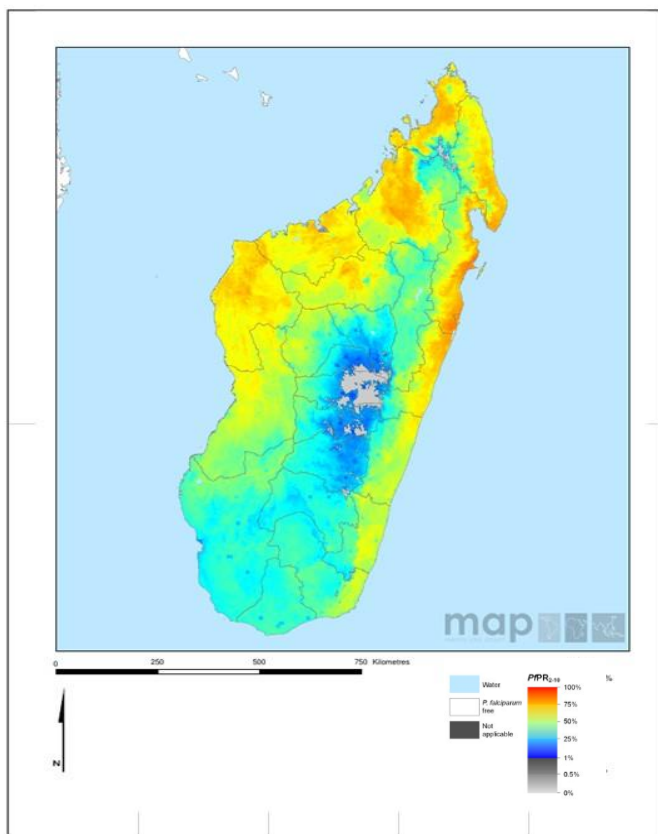 map
0 250 500 750 Kilometres
N
Water
P. falciparum
free
Not
applicable
PfPR2-10 %
100%
75%
50%
25%
1%
0.5%
0%